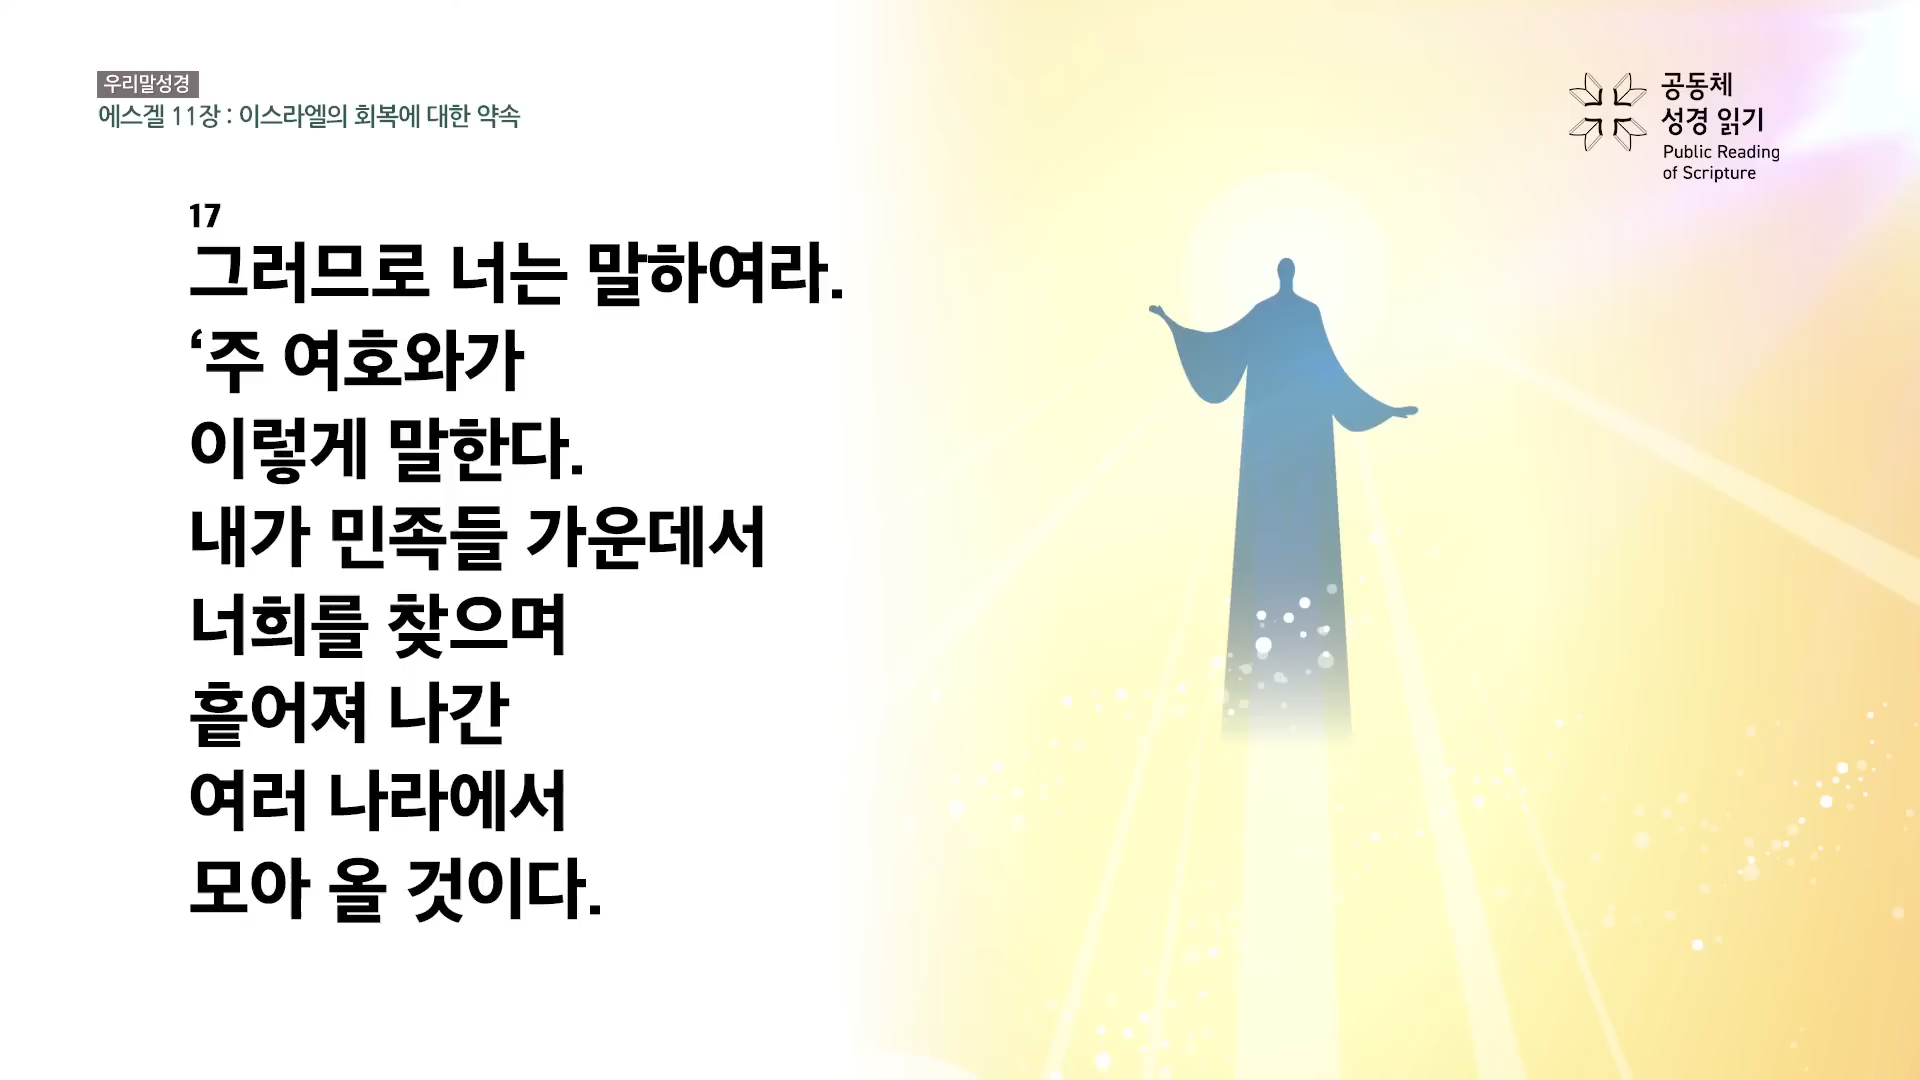 우리말성경
에스겔 11장 : 이스라엘의 회복에 대한 약속
공동체
성경 읽기
Public Reading
of Scripture
17
그러므로 너는 말하여라.
‘주 여호와가
이렇게 말한다.
내가 민족들 가운데서
너희를 찾으며
흩어져 나간
여러 나라에서
모아 올 것이다.